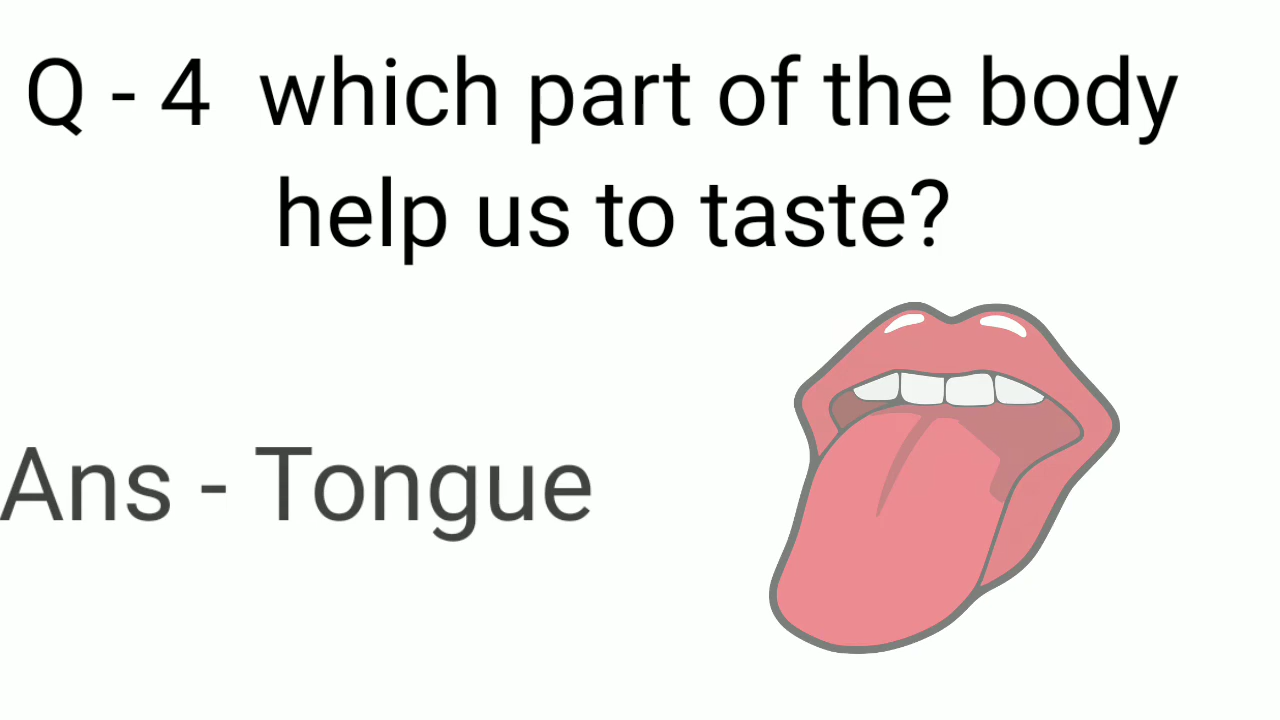 Q - 4 which part of the body
help us to taste?
Ans - Tongue